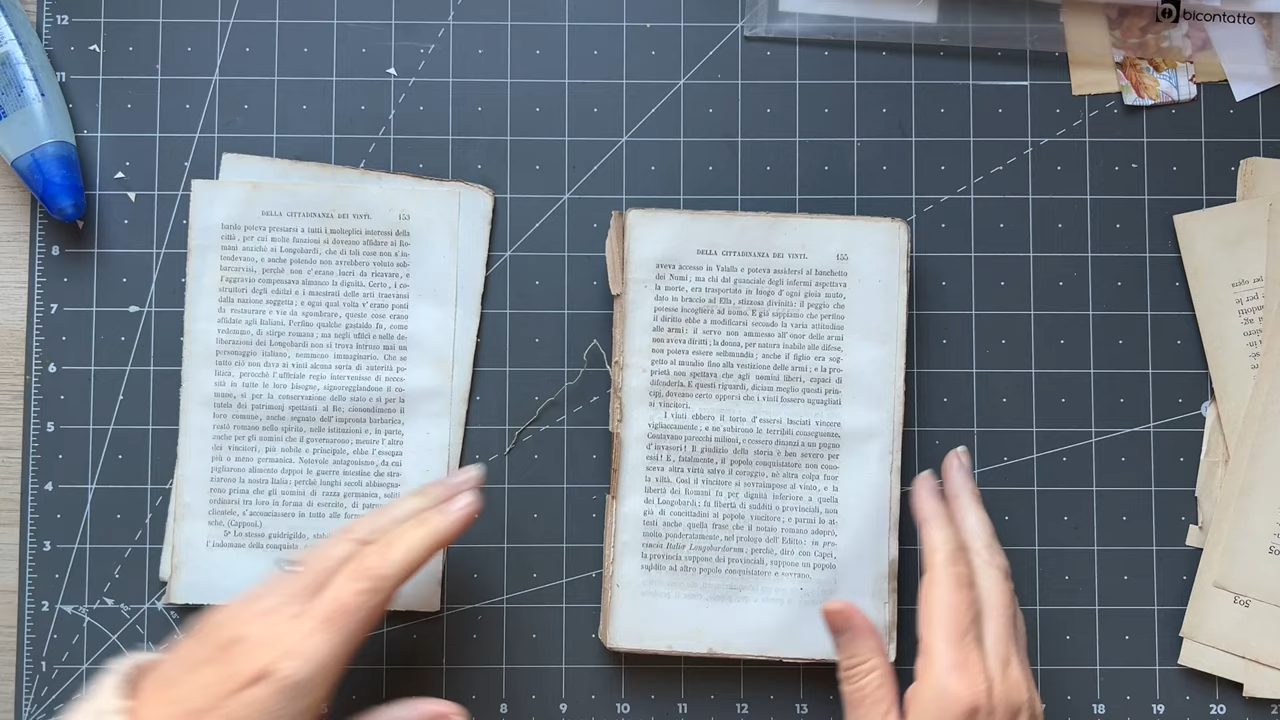 bicontatto
DELLA CITTADINANZA DEI VINTI. 153
bardo poteva prestarsi a tutti i molteplici interessi della
città, per cui molte funzioni si doveano affidare ai Ro-
mani anzichè ai Longobardi, che di tali cose non s'in-
tendevano, e anche potendo non avrebbero voluto sob-
barcarvisi, perchè non c'erano lucri da ricavare, e
l'aggravio compensava almanco la dignità. Certo, i co-
struttori degli edifizi e i maestrati delle arti traevansi
dalla nazione soggetta; e ogni qual volta v'erano ponti
da restaurare e vie da sgombrare, queste cose erano
affidate agli Italiani. Perfino qualche gastaldo fu, come
vedemmo, di stirpe romana; ma negli uffici e nelle de-
liberazioni dei Longobardi non si trova intruso mai un
personaggio italiano, nemmeno immaginario. Che se
tutto ciò non dava ai vinti alcuna sorta di autorità po-
litica, perocchè l'ufficiale regio intervenisse di neces-
sità in tutte le loro bisogne, signoreggiandone il co-
mune, sì per la conservazione dello stato e sì per la
tutela dei patrimonj spettanti al Re; cionondimeno il
loro comune, anche segnato dell'impronta barbarica,
restò romano nello spirito, nelle istituzioni e, in parte,
anche per gli uomini che il governarono; mentre l'altro
dei vincitori, più nobile e principale, ebbe l'essenza
più o meno germanica. Notevole antagonismo, da cui
pigliarono alimento dappoi le guerre intestine che stra-
ziarono la nostra Italia; perchè lunghi secoli abbisogna-
rono prima che gli uomini di razza germanica, soliti
ordinarsi tra loro in forma di esercito, di
clientele, s'acconciassero in tutto alle
sche. (Capponi.)
5º Lo stesso guidrigildo,
l'indomane della conquista
DELLA CITTADINANZA DEI VINTI. 155
aveva accesso in Valalla e poteva assidersi al banchetto
dei Numi; ma chi dal guanciale degli infermi aspettava
la morte, era trasportato in luogo d'ogni gioia muto,
dato in braccio ad Ella, stizzosa divinità: il peggio che
potesse incogliere ad uomo. E già sappiamo che perfino
il diritto ebbe a modificarsi secondo la varia attitudine
alle armi: il servo non ammesso all'onor delle armi
non aveva diritti; la donna, per natura inabile alle difese,
non poteva essere selbmundia; anche il figlio era sog-
getto al mundio fino alla vestizione delle armi; e la pro-
prietà non spettava che agli uomini liberi, capaci di
difenderla. E questi riguardi, diciam meglio questi prin-
cipj, doveano certo opporsi che i vinti fossero uguagliati
ai vincitori.
I vinti ebbero il torto d'essersi lasciati vincere
vigliaccamente; e ne subirono le terribili conseguenze.
Contavano parecchi milioni, e cessero dinanzi a un pugno
d'invasori! Il giudizio della storia è ben severo per
essi! E, fatalmente, il popolo conquistatore non cono-
sceva altra virtù salvo il coraggio, nè altra colpa fuor
la viltà. Così il vincitore si sovraimpose al vinto, e la
libertà dei Romani fu per dignità inferiore a quella
dei Longobardi; fu libertà di sudditi o provinciali, non
già di concittadini al popolo vincitore; e parmi lo at-
testi anche quella frase che il notaio romano adoprò,
molto ponderalamente, nel prologo dell'Editto: in pro-
vincia Italiæ Longobardorum; perchè, dirò con Capei,
la provincia suppone dei provinciali, suppone un popolo
suddito ad altro popolo conquistatore e sovrano.
503